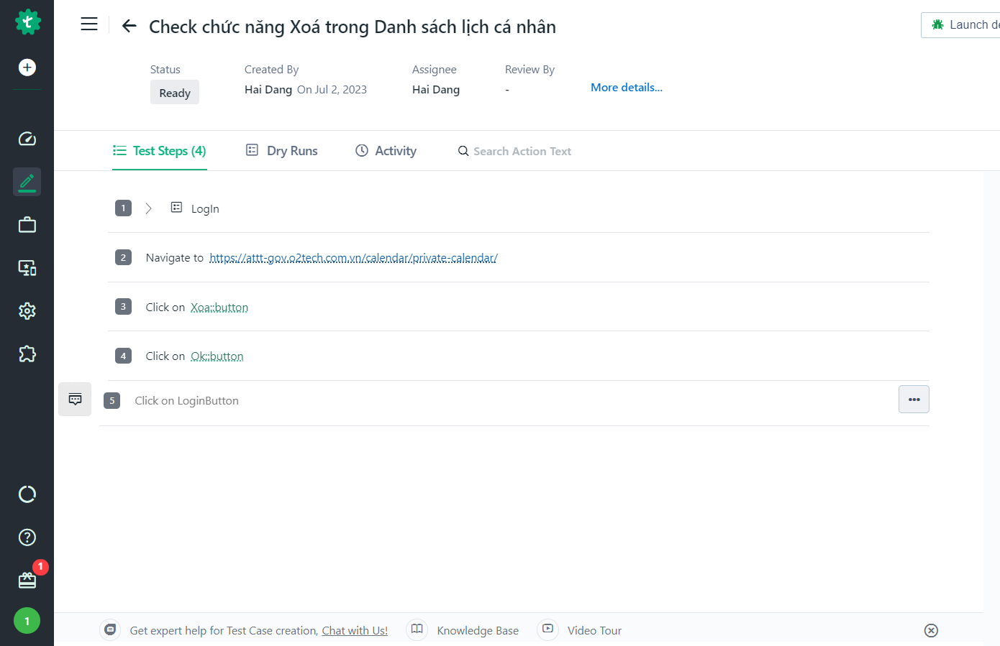 Check chức năng Xoá trong Danh sách lịch cá nhân
Launch de
Status
Created By
Assignee
Review By
Ready
Hai Dang On Jul 2, 2023
Hai Dang
-
More details...
Test Steps (4)
Dry Runs
Activity
Search Action Text
1
LogIn
2
Navigate to https://attt-gov.o2tech.com.vn/calendar/private-calendar/
3
Click on Xoa::button
4
Click on Ok::button
5
Click on LoginButton
1
1
Get expert help for Test Case creation, Chat with Us!
Knowledge Base
Video Tour